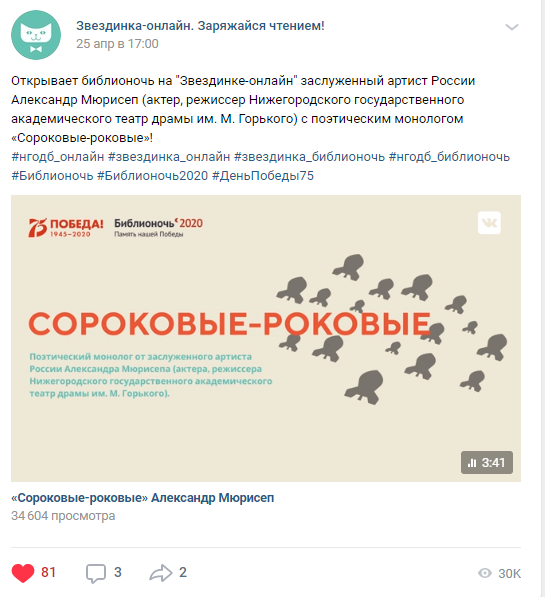 Звездинка-онлайн. Заряжайся чтением!
25 апр в 17:00
Открывает библионочь на "Звездинке-онлайн" заслуженный артист России
Александр Мюрисеп (актер, режиссер Нижегородского государственного
академического театр драмы им. М. Горького) с поэтическим монологом
«Сороковые-роковые»!
#нгодб_онлайн #звездинка_онлайн #звездинка_библионочь #нгодб_библионочь
#Библионочь #Библионочь2020 #ДеньПобеды75
75 ПОБЕДА!
1945–2020
Библионочь 2020
Память нашей Победы
СОРОКОВЫЕ-РОКОВЫЕ
Поэтический монолог от заслуженного артиста
России Александра Мюрисепа (актера, режиссера
Нижегородского государственного академического
театр драмы им. М. Горького).
3:41
«Сороковые-роковые» Александр Мюрисеп
34 604 просмотра
81
3
2
30K